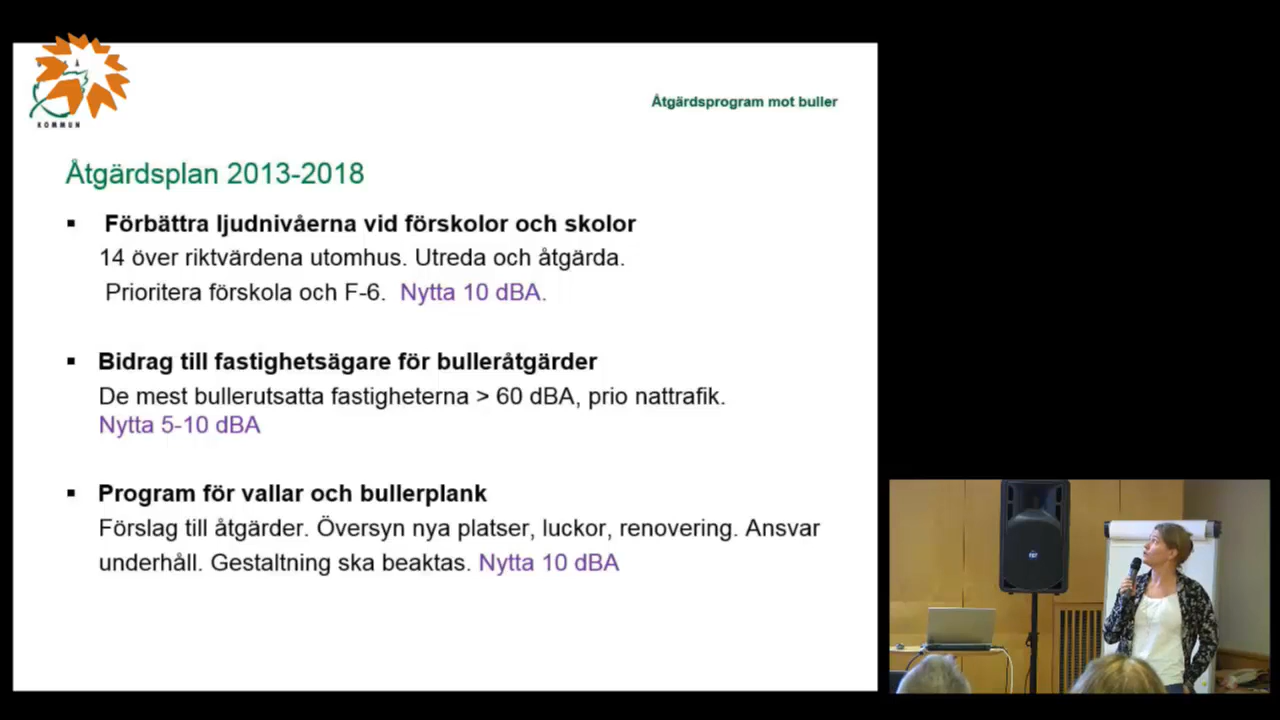 KOMMUN
Åtgärdsprogram mot buller
Åtgärdsplan 2013-2018
▪ Förbättra ljudnivåerna vid förskolor och skolor
14 över riktvärdena utomhus. Utreda och åtgärda.
Prioritera förskola och F-6. Nytta 10 dBA.
▪ Bidrag till fastighetsägare för bulleråtgärder
De mest bullerutsatta fastigheterna > 60 dBA, prio nattrafik.
Nytta 5-10 dBA
▪ Program för vallar och bullerplank
Förslag till åtgärder. Översyn nya platser, luckor, renovering. Ansvar
underhåll. Gestaltning ska beaktas. Nytta 10 dBA